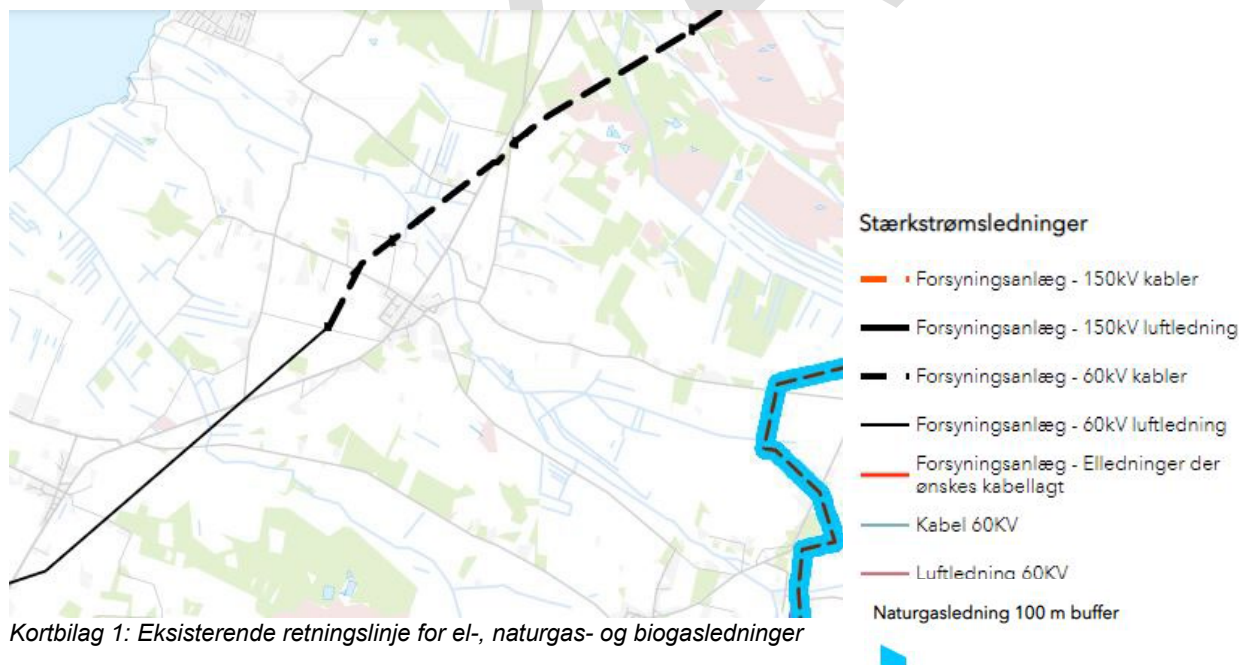 Stærkstrømsledninger
Forsyningsanlæg - 150kV kabler
Forsyningsanlæg - 150kV luftledning
Forsyningsanlæg - 60kV kabler
Forsyningsanlæg - 60kV luftledning
Forsyningsanlæg - Elledninger der
ønskes kabellagt
Kabel 60KV
Luftledning 60KV
Naturgasledning 100 m buffer
Kortbilag 1: Eksisterende retningslinje for el-, naturgas- og biogasledninger